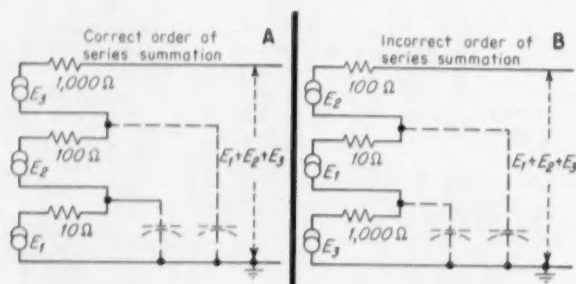 Correct order of
series summation
A
1,000 Ω
E3
100 Ω
E2
10 Ω
E1
E1+E2+E3
Incorrect order of
series summation
B
100 Ω
E2
10 Ω
E1
1,000 Ω
E3
E1+E2+E3